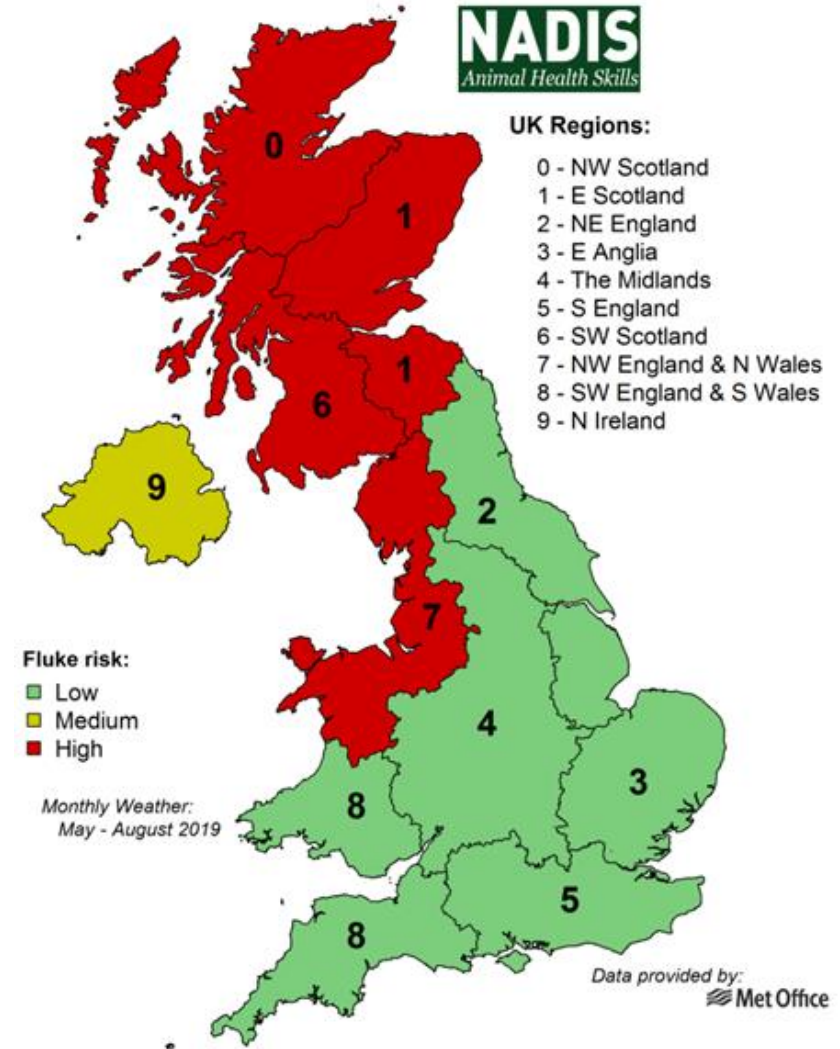 NADIS
Animal Health Skills
UK Regions:
0 - NW Scotland
1 - E Scotland
2 - NE England
3 - E Anglia
4 - The Midlands
5 - S England
6 - SW Scotland
7 - NW England & N Wales
8 - SW England & S Wales
9 - N Ireland
0
1
1
6
9
2
7
4
3
8
5
8
Fluke risk:
Low
Medium
High
Monthly Weather:
May - August 2019
Data provided by:
Met Office